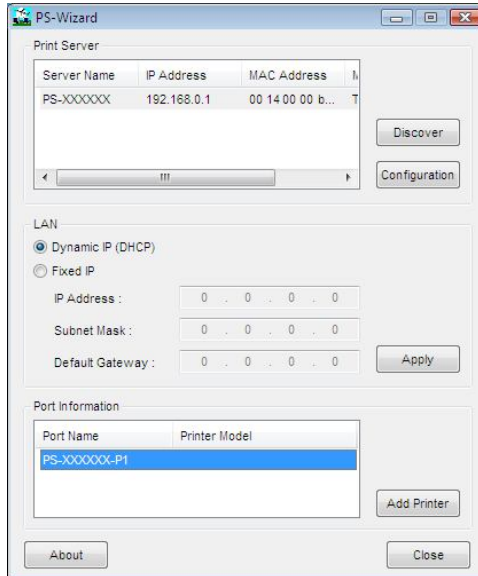 PS-Wizard
Print Server
Server Name IP Address MAC Address
PS-XXXXXX 192.168.0.1 00 14 00 00 b... T
Discover
Configuration
LAN
Dynamic IP (DHCP)
Fixed IP
IP Address : 0 . 0 . 0 . 0
Subnet Mask : 0 . 0 . 0 . 0
Default Gateway : 0 . 0 . 0 . 0
Apply
Port Information
Port Name Printer Model
PS-XXXXXX-P1
Add Printer
About Close